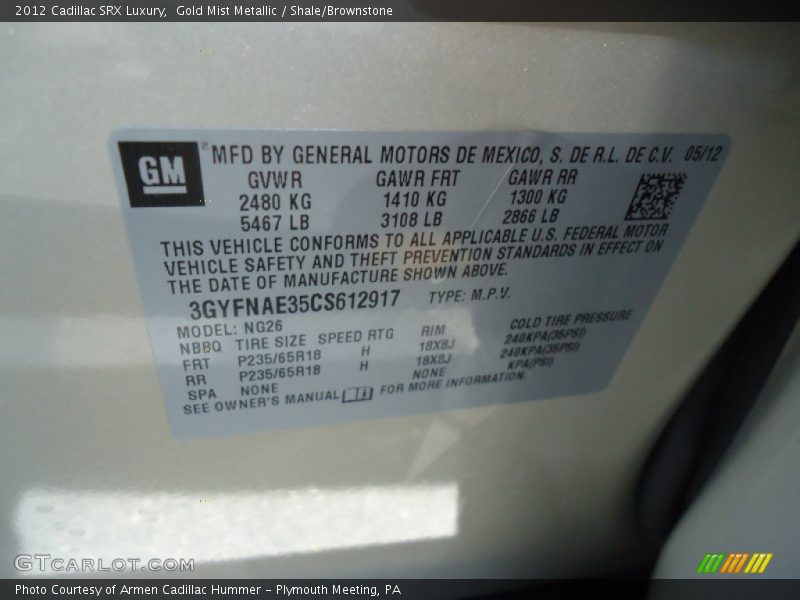 2012 Cadillac SRX Luxury,  Gold Mist Metallic / Shale/Brownstone
GM
MFD BY GENERAL MOTORS DE MEXICO, S. DE R.L. DE C.V. 05/12
GVWR GAWR FRT GAWR RR
2480 KG 1410 KG 1300 KG
5467 LB 3108 LB 2866 LB
THIS VEHICLE CONFORMS TO ALL APPLICABLE U.S. FEDERAL MOTOR
VEHICLE SAFETY AND THEFT PREVENTION STANDARDS IN EFFECT ON
THE DATE OF MANUFACTURE SHOWN ABOVE.
3GYFNAE35CS612917 TYPE: M.P.V.
MODEL: NG26
NBBQ TIRE SIZE SPEED RTG RIM COLD TIRE PRESSURE
FRT P235/65R18 H 18X8J 240KPA(35PSI)
RR P235/65R18 H 18X8J 240KPA(35PSI)
SPA NONE NONE KPA(PSI)
SEE OWNER'S MANUAL FOR MORE INFORMATION.
GTCARLOT.COM
Photo Courtesy of Armen Cadillac Hummer - Plymouth Meeting, PA